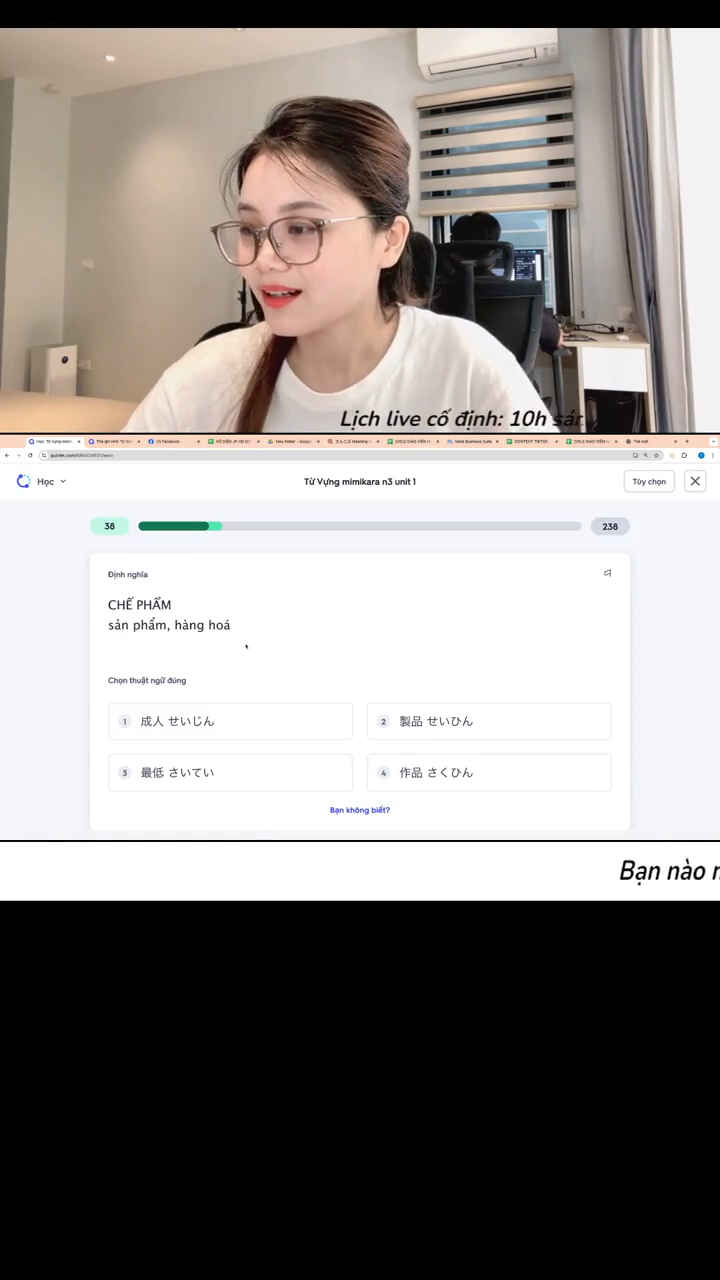 Lịch live cố định: 10h sán
Học
Từ Vựng mimikara n3 unit 1
Tùy chọn
38
238
Định nghĩa
CHẾ PHẨM
sản phẩm, hàng hoá
Chọn thuật ngữ đúng
1 成人 せいじん
2 製品 せいひん
3 最低 さいてい
4 作品 さくひん
Bạn không biết?
Bạn nào